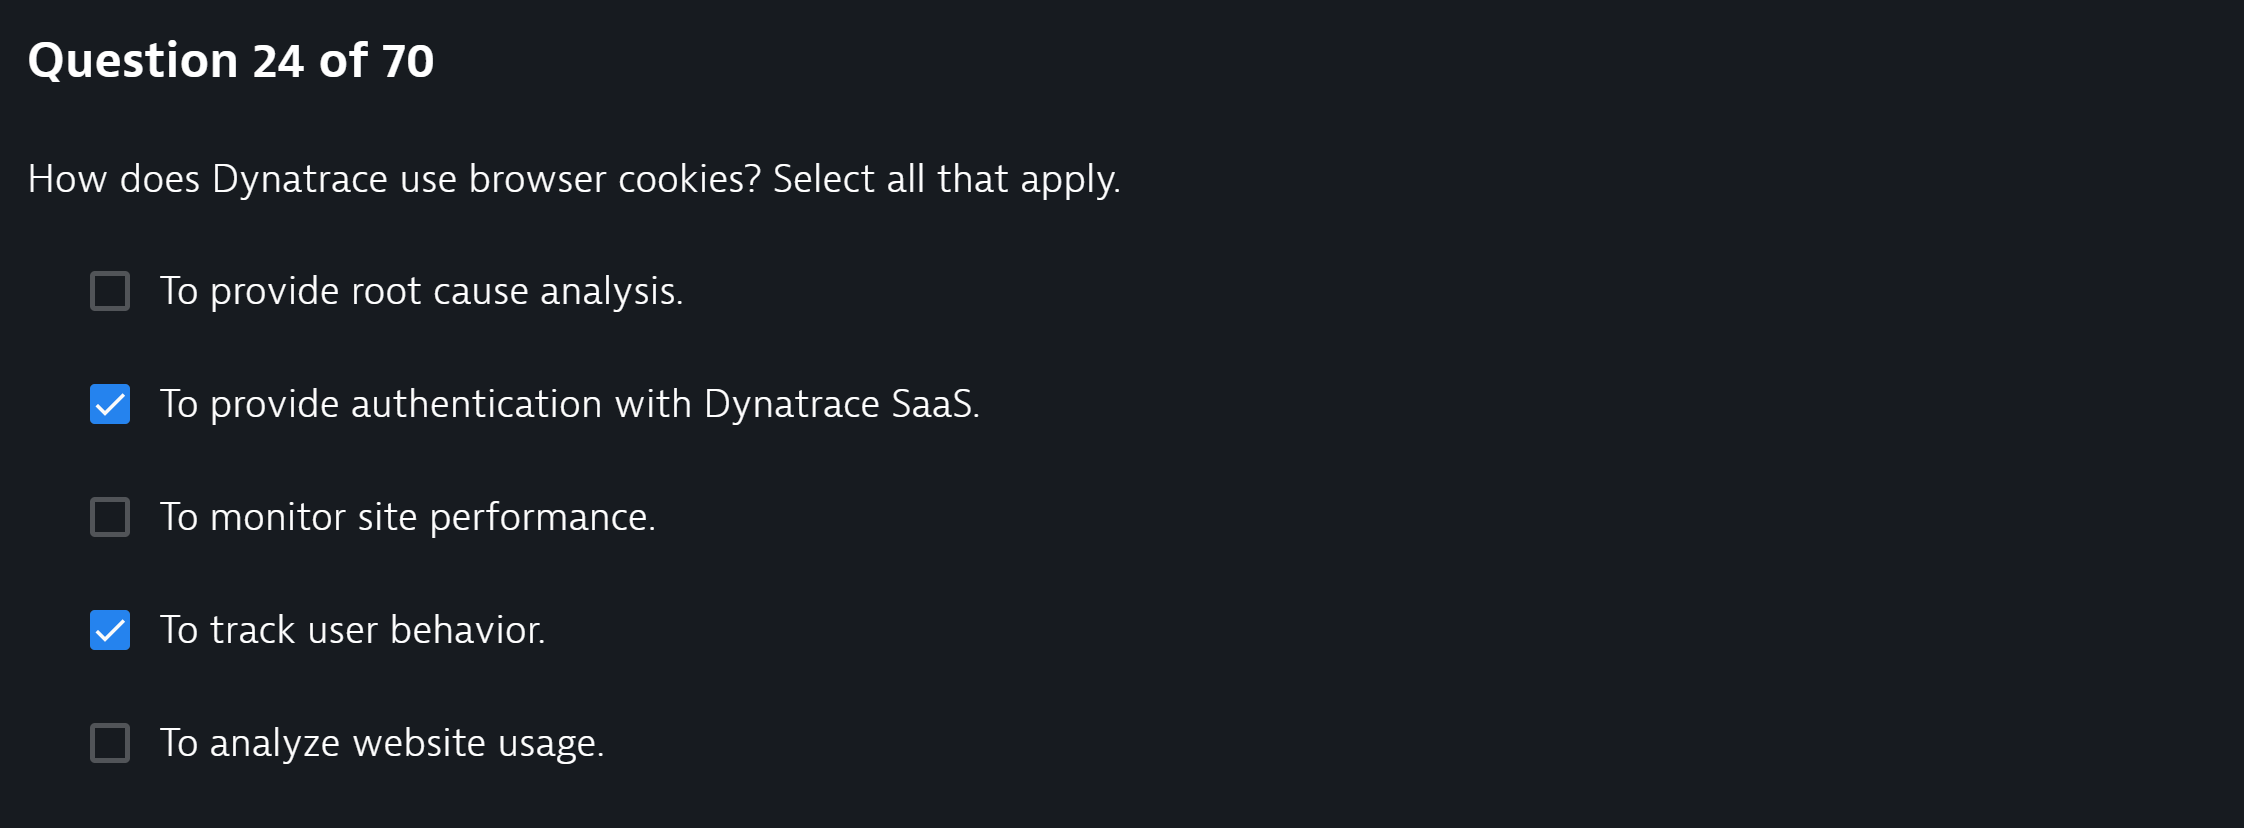 Question 24 of 70
How does Dynatrace use browser cookies? Select all that apply.
To provide root cause analysis.
To provide authentication with Dynatrace SaaS.
To monitor site performance.
To track user behavior.
To analyze website usage.